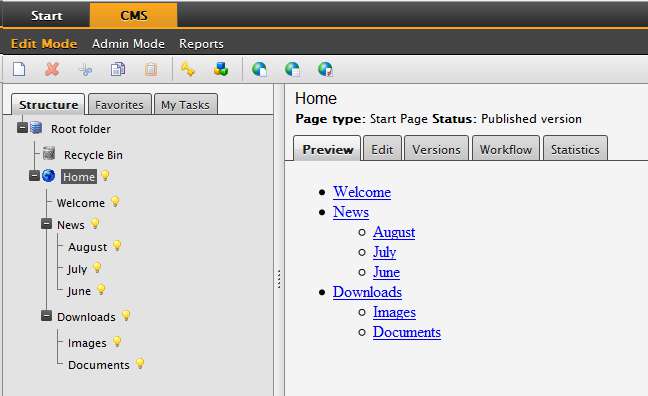 Start CMS
Edit Mode Admin Mode Reports
Structure Favorites My Tasks
Root folder
Recycle Bin
Home
Welcome
News
August
July
June
Downloads
Images
Documents
Home
Page type: Start Page Status: Published version
Preview Edit Versions Workflow Statistics
Welcome
News
August
July
June
Downloads
Images
Documents